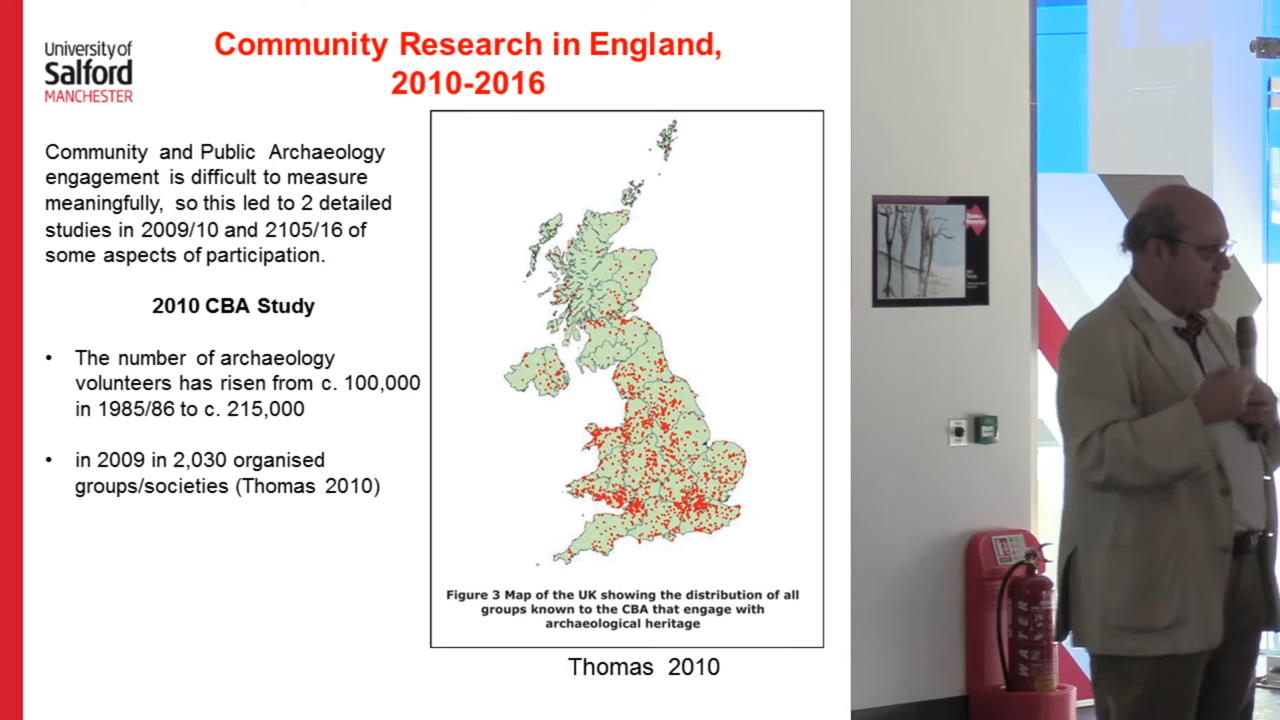 University of
Salford
MANCHESTER
Community Research in England,
2010-2016
Community and Public Archaeology
engagement is difficult to measure
meaningfully, so this led to 2 detailed
studies in 2009/10 and 2105/16 of
some aspects of participation.
2010 CBA Study
• The number of archaeology
volunteers has risen from c. 100,000
in 1985/86 to c. 215,000
• in 2009 in 2,030 organised
groups/societies (Thomas 2010)
Figure 3 Map of the UK showing the distribution of all
groups known to the CBA that engage with
archaeological heritage
Thomas 2010
WATER